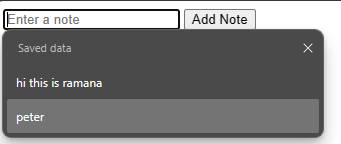 Enter a note Add Note
Saved data
hi this is ramana
peter